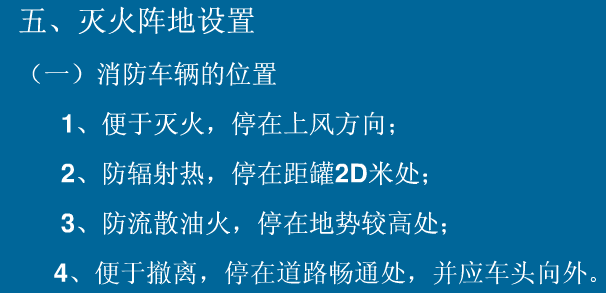 五、灭火阵地设置
（一）消防车辆的位置
1、便于灭火，停在上风方向；
2、防辐射热，停在距罐2D米处；
3、防流散油火，停在地势较高处；
4、便于撤离，停在道路畅通处，并应车头向外。